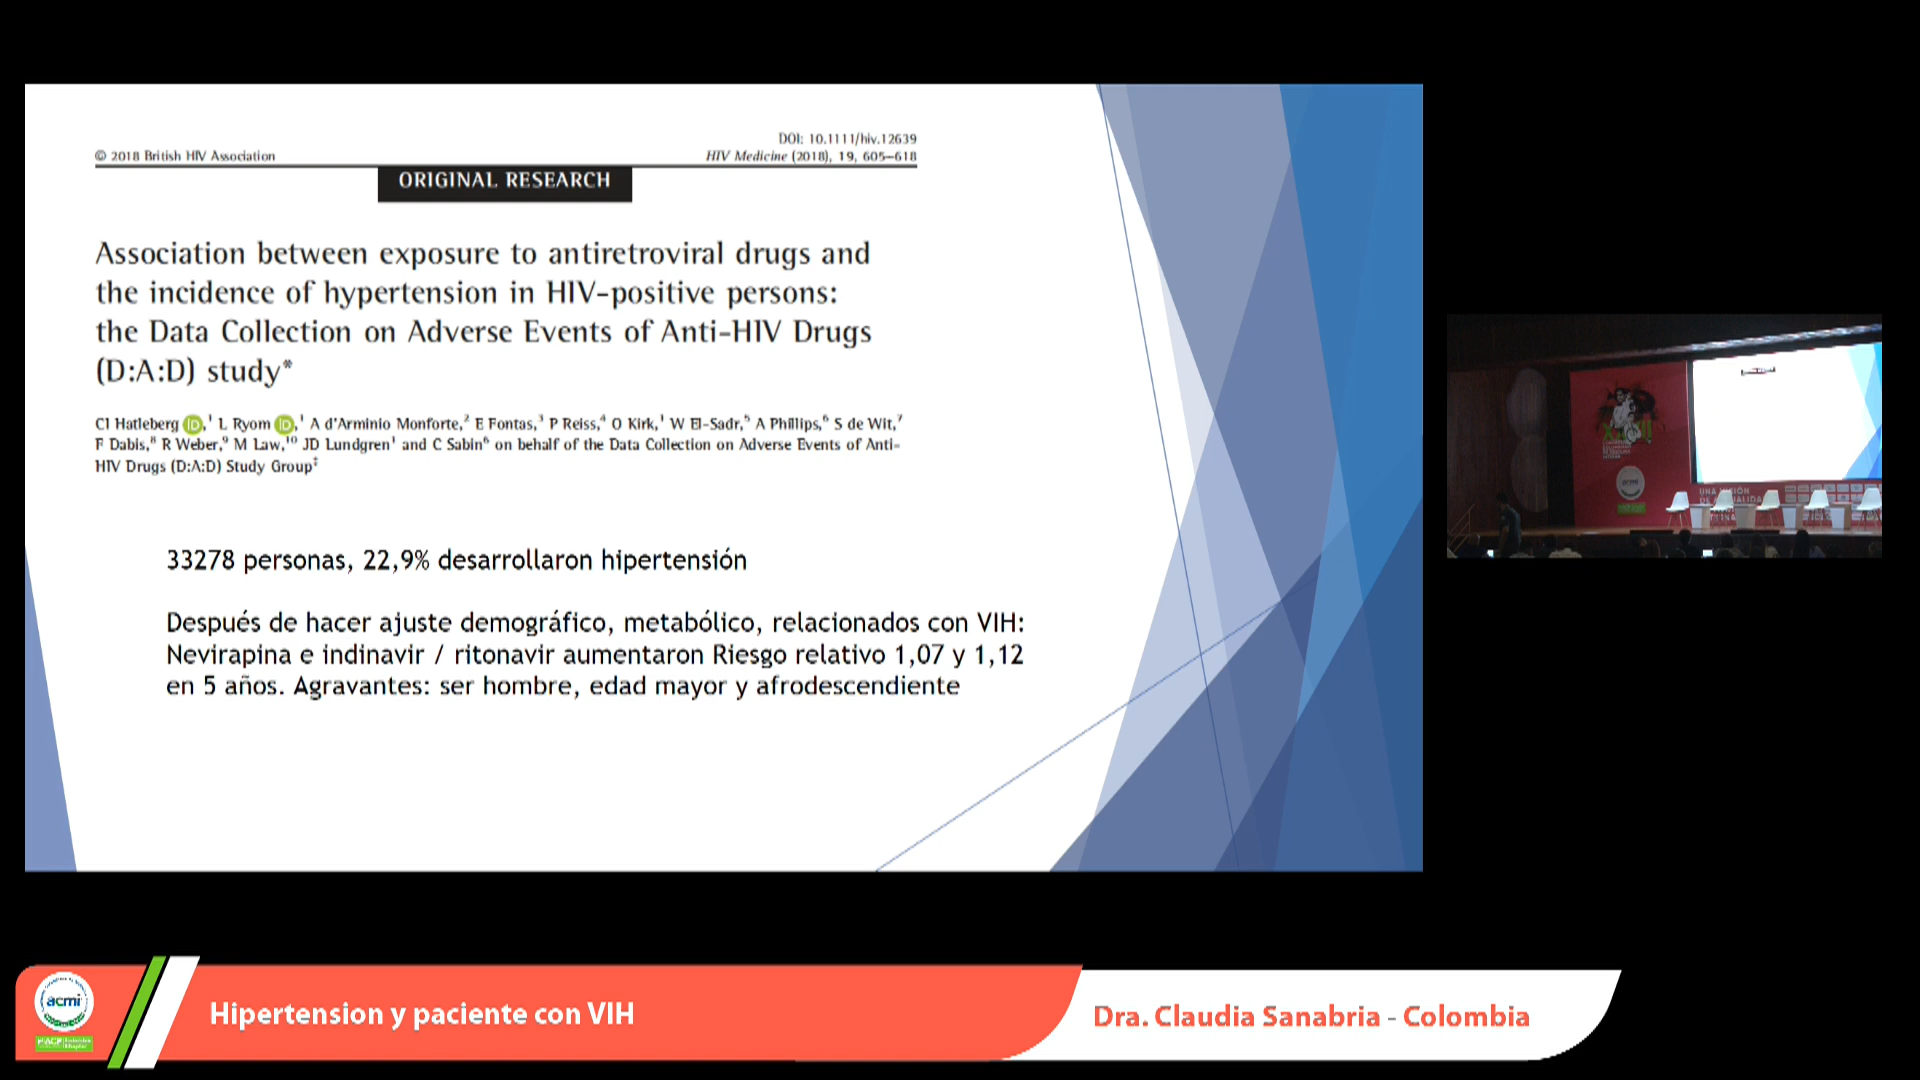 DOI: 10.1111/hiv.12639
© 2018 British HIV Association
HIV Medicine (2018), 19, 605–618
ORIGINAL RESEARCH
Association between exposure to antiretroviral drugs and
the incidence of hypertension in HIV-positive persons:
the Data Collection on Adverse Events of Anti-HIV Drugs
(D:A:D) study*
CI Hatleberg iD,1 L Ryom iD,1 A d'Arminio Monforte,2 E Fontas,3 P Reiss,4 O Kirk,1 W El-Sadr,5 A Phillips,6 S de Wit,7
F Dabis,8 R Weber,9 M Law,10 JD Lundgren1 and C Sabin6 on behalf of the Data Collection on Adverse Events of Anti-
HIV Drugs (D:A:D) Study Group‡
33278 personas, 22,9% desarrollaron hipertensión
Después de hacer ajuste demográfico, metabólico, relacionados con VIH:
Nevirapina e indinavir / ritonavir aumentaron Riesgo relativo 1,07 y 1,12
en 5 años. Agravantes: ser hombre, edad mayor y afrodescendiente
acmi
UNA VISIÓN
acmi
Hipertension y paciente con VIH
Dra. Claudia Sanabria - Colombia